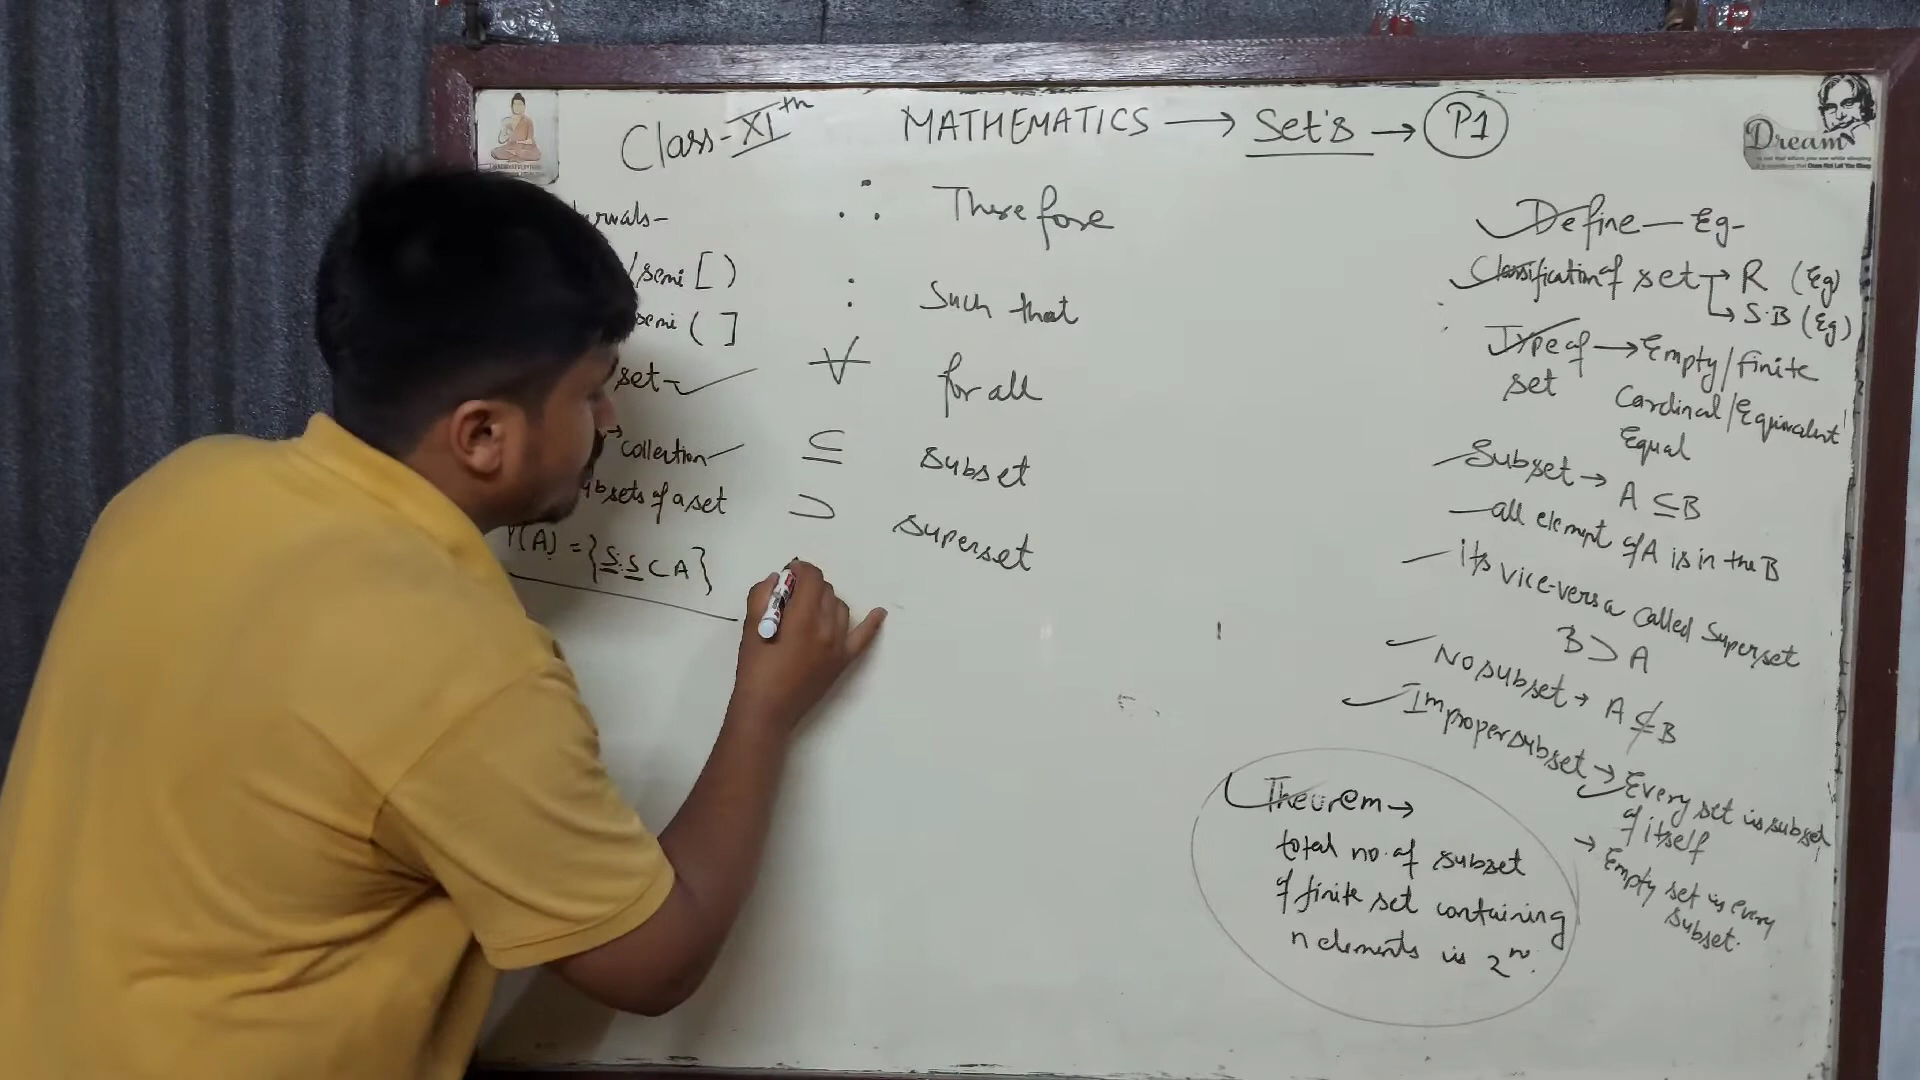 Class-XIth MATHEMATICS → Set's → P1
semi [ )
semi ( ]
set-
→ collection
of a set
P(A) = {S: S ⊂ A}
∴ Therefore
: Such that
∀ for all
⊆ subset
⊃ superset
Dream
Define — Eg-
Classification of set → R (Eg)
↳ S.B (Eg)
Type of → Empty/finite
set Cardinal/Equivalent
Equal
Subset → A ⊆ B
all element of A is in the B
its vice-versa called Superset
B ⊃ A
No subset → A ⊈ B
Improper subset → Every set is subset
of itself
→ Empty set is every
subset.
Theurem →
total no. of subset
of finite set containing
n elements is 2ⁿ.